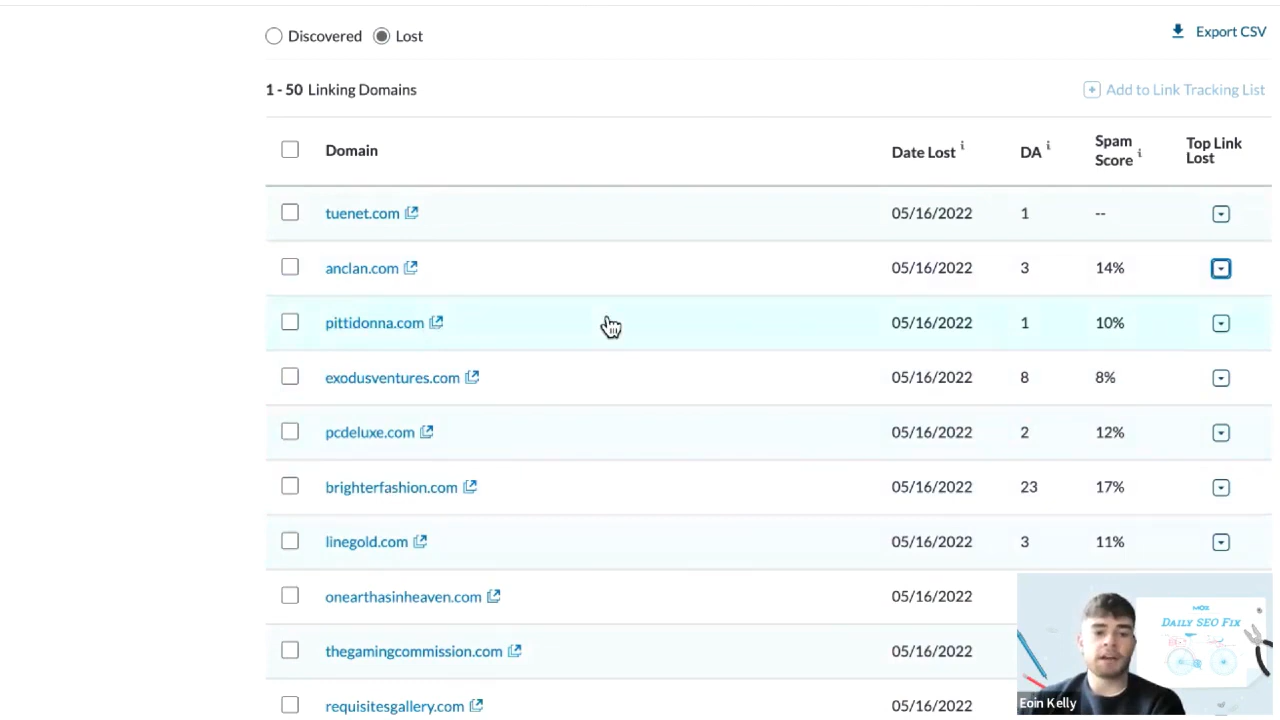 Discovered Lost Export CSV
1 - 50 Linking Domains Add to Link Tracking List
Domain Date Lost i DA i Spam Score i Top Link Lost
tuenet.com 05/16/2022 1 --
anclan.com 05/16/2022 3 14%
pittidonna.com 05/16/2022 1 10%
exodusventures.com 05/16/2022 8 8%
pcdeluxe.com 05/16/2022 2 12%
brighterfashion.com 05/16/2022 23 17%
linegold.com 05/16/2022 3 11%
onearthasinheaven.com 05/16/2022
thegamingcommission.com 05/16/2022
requisitesgallery.com 05/16/2022
MOZ
DAILY SEO FIX
Eoin Kelly